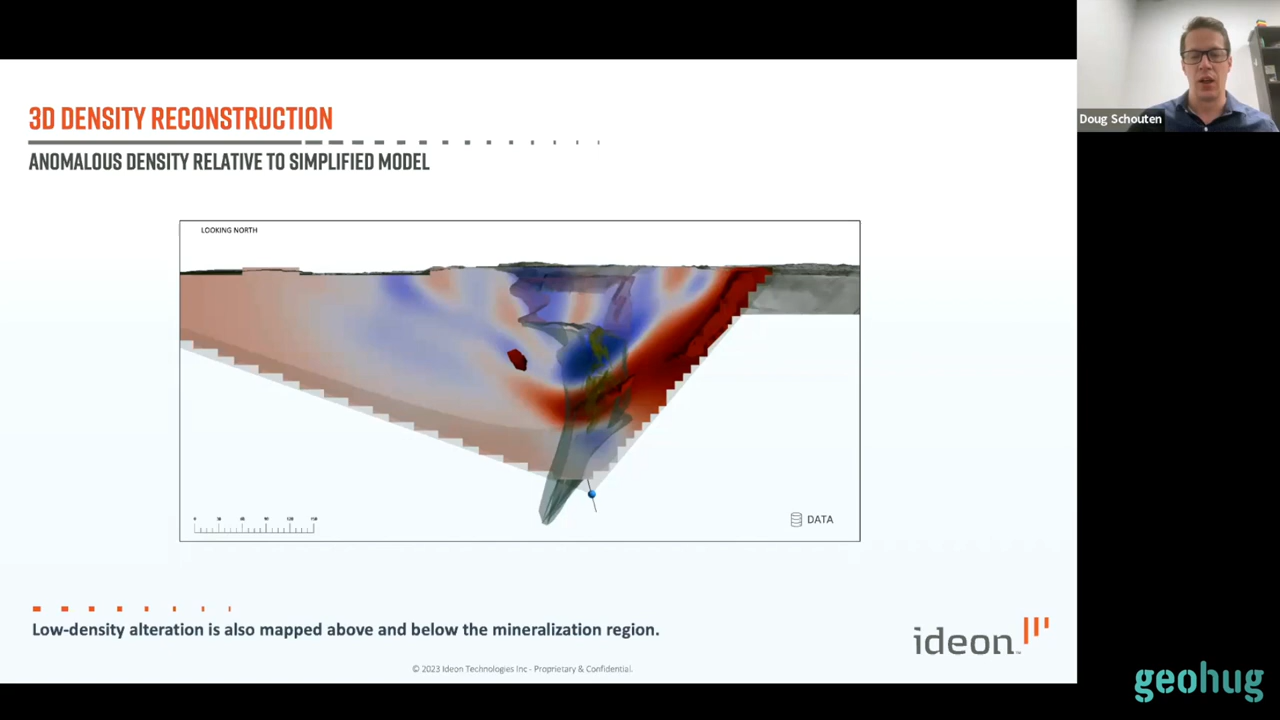 3D DENSITY RECONSTRUCTION
ANOMALOUS DENSITY RELATIVE TO SIMPLIFIED MODEL
Doug Schouten
LOOKING NORTH
DATA
Low-density alteration is also mapped above and below the mineralization region.
ideon
© 2023 Ideon Technologies Inc - Proprietary & Confidential.
geohug